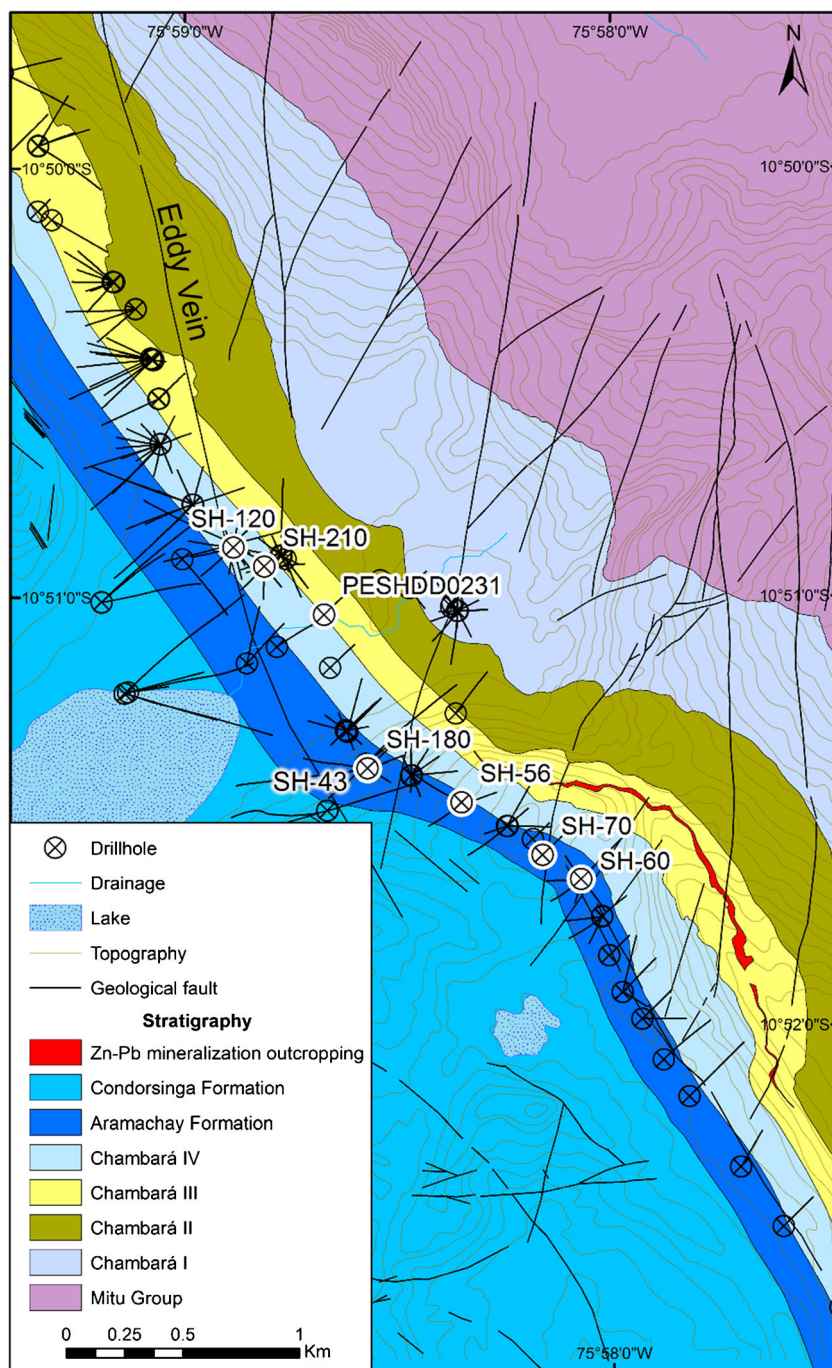 75°59'0"W
75°58'0"W
N
10°50'0"S
10°50'0"S
Eddy Vein
SH-120
SH-210
PESHDD0231
10°51'0"S
10°51'0"S
SH-180
SH-43
SH-56
SH-70
SH-60
10°52'0"S
Drillhole
Drainage
Lake
Topography
Geological fault
Stratigraphy
Zn-Pb mineralization outcropping
Condorsinga Formation
Aramachay Formation
Chambará IV
Chambará III
Chambará II
Chambará I
Mitu Group
0 0.25 0.5 1
Km
75°58'0"W